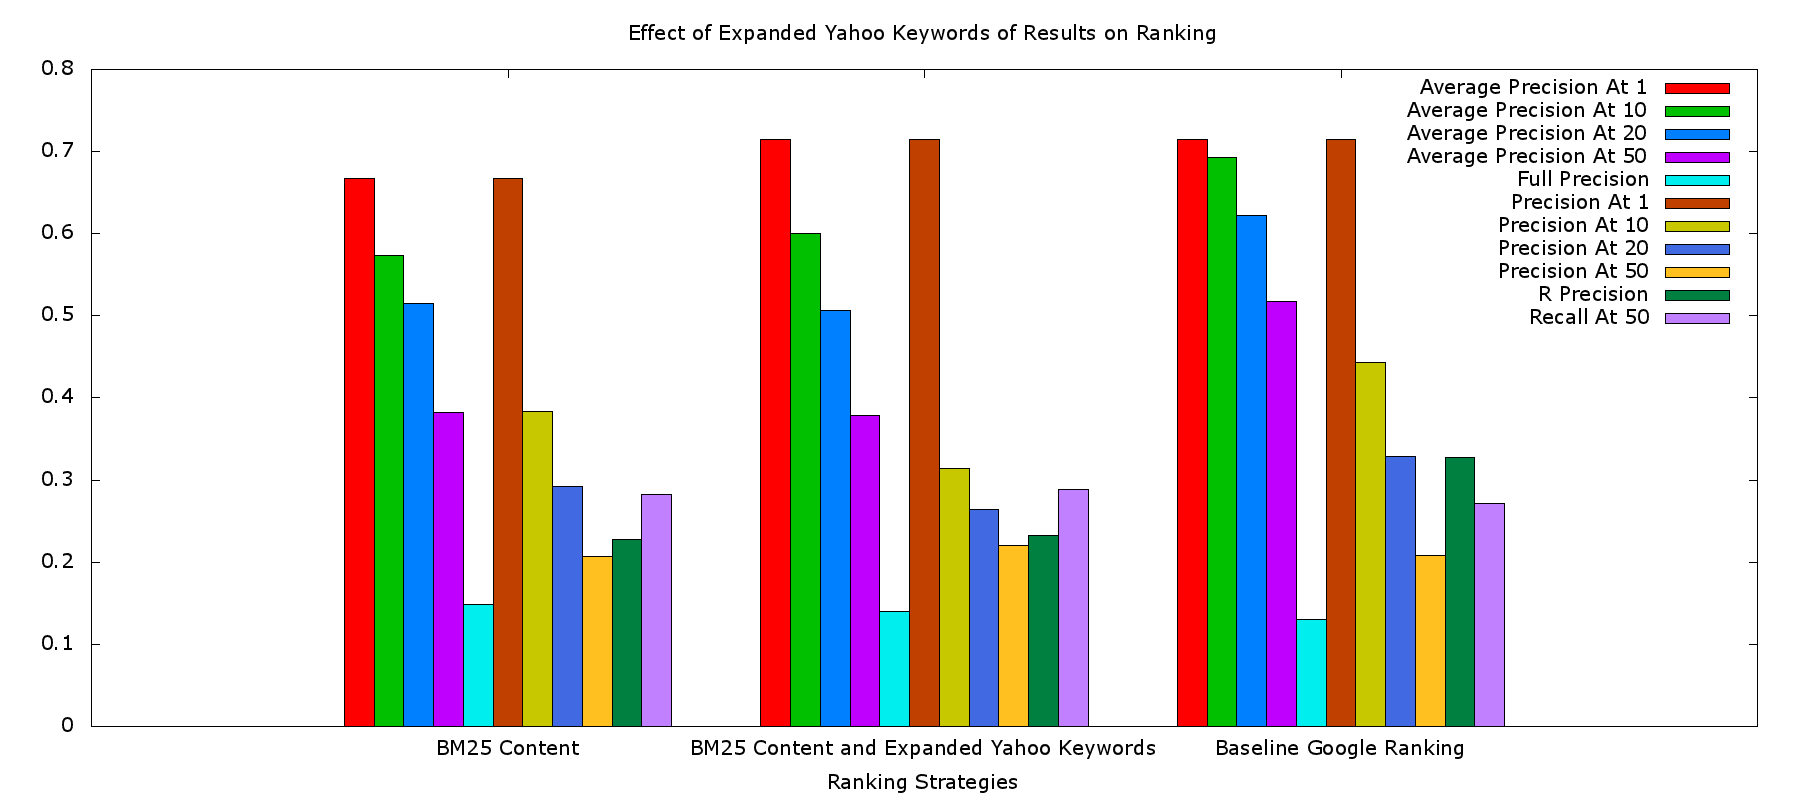 Effect of Expanded Yahoo Keywords of Results on Ranking
0.8
0.7
0.6
0.5
0.4
0.3
0.2
0.1
0
Average Precision At 1
Average Precision At 10
Average Precision At 20
Average Precision At 50
Full Precision
Precision At 1
Precision At 10
Precision At 20
Precision At 50
R Precision
Recall At 50
BM25 Content
BM25 Content and Expanded Yahoo Keywords
Baseline Google Ranking
Ranking Strategies